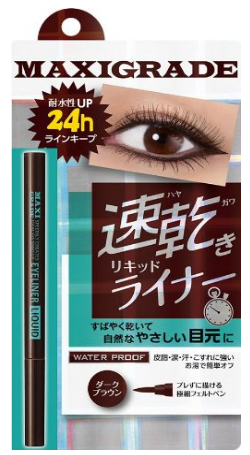 MAXIGRADE
耐水性UP
24h
ラインキープ
ハヤ ガワ
速乾き
リキッド
ライナー
すばやく乾いて
自然なやさしい目元に
WATER PROOF
皮脂・涙・汗・こすれに強い
お湯で簡単オフ
ダーク
ブラウン
ブレずに描ける
極細フェルトペン
MAXI
EYELINER LIQUID